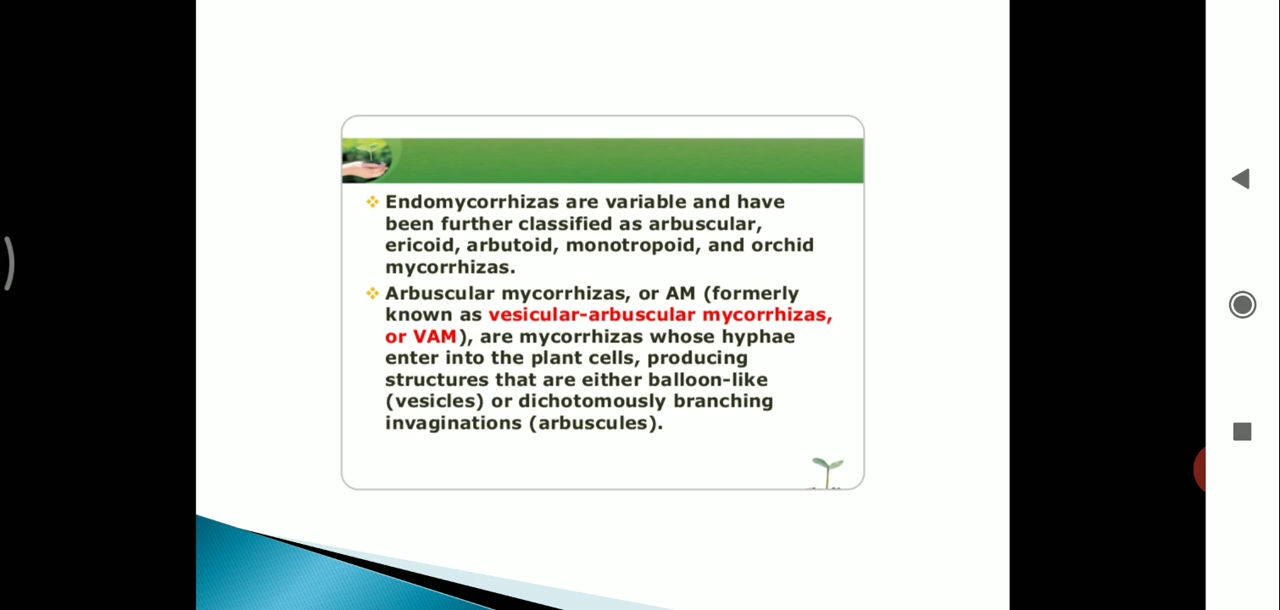 Endomycorrhizas are variable and have
been further classified as arbuscular,
ericoid, arbutoid, monotropoid, and orchid
mycorrhizas.
Arbuscular mycorrhizas, or AM (formerly
known as vesicular-arbuscular mycorrhizas,
or VAM), are mycorrhizas whose hyphae
enter into the plant cells, producing
structures that are either balloon-like
(vesicles) or dichotomously branching
invaginations (arbuscules).